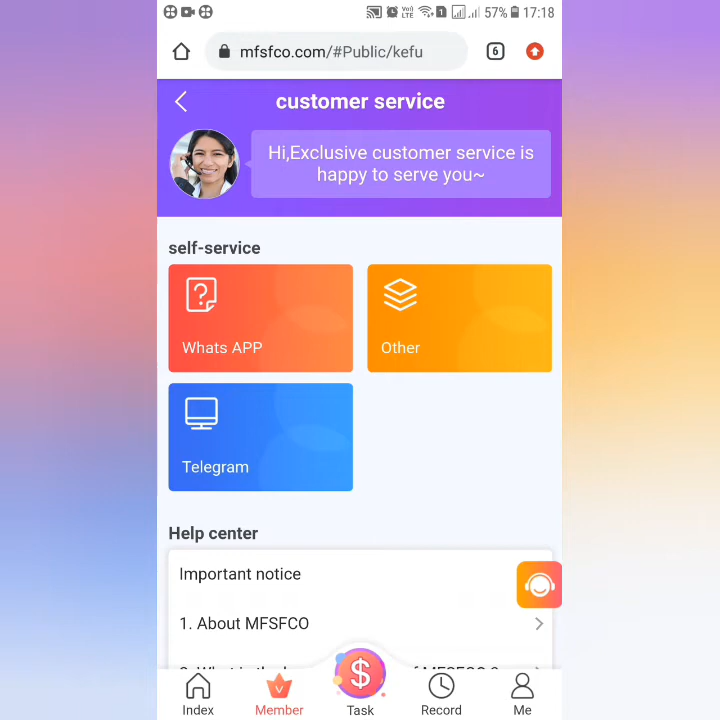 57% 17:18
mfsfco.com/#Public/kefu
6
customer service
Hi,Exclusive customer service is
happy to serve you~
self-service
Whats APP
Other
Telegram
Help center
Important notice
1. About MFSFCO
Index
Member
Task
Record
Me